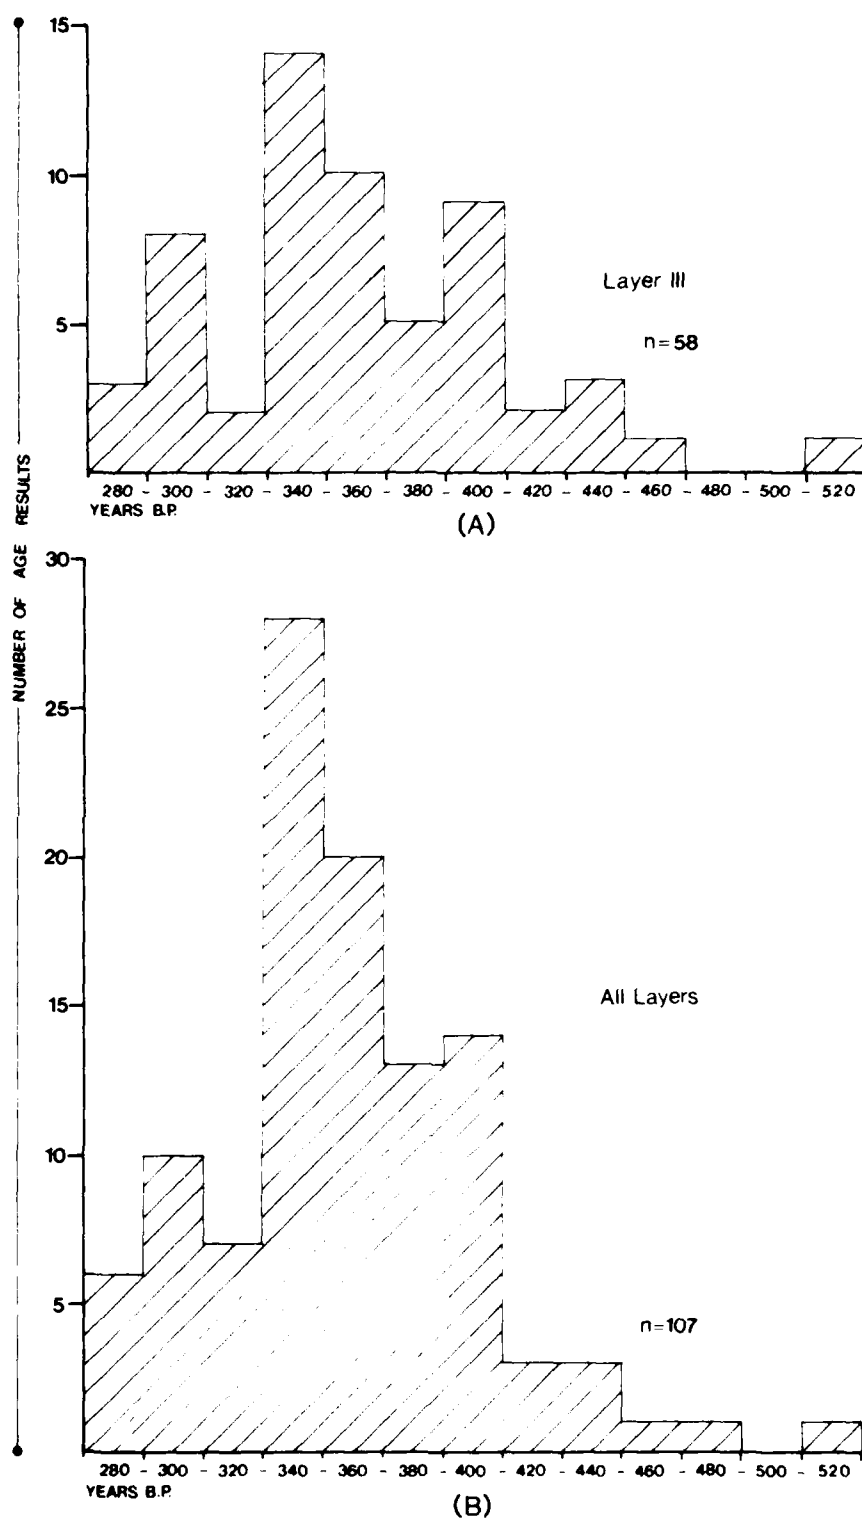 NUMBER OF AGE RESULTS
15
10
5
Layer III
n=58
280 - 300 - 320 - 340 - 360 - 380 - 400 - 420 - 440 - 460 - 480 - 500 - 520
YEARS B.P.
(A)
30
25
20
15
10
5
All Layers
n=107
280 - 300 - 320 - 340 - 360 - 380 - 400 - 420 - 440 - 460 - 480 - 500 - 520
YEARS B.P.
(B)